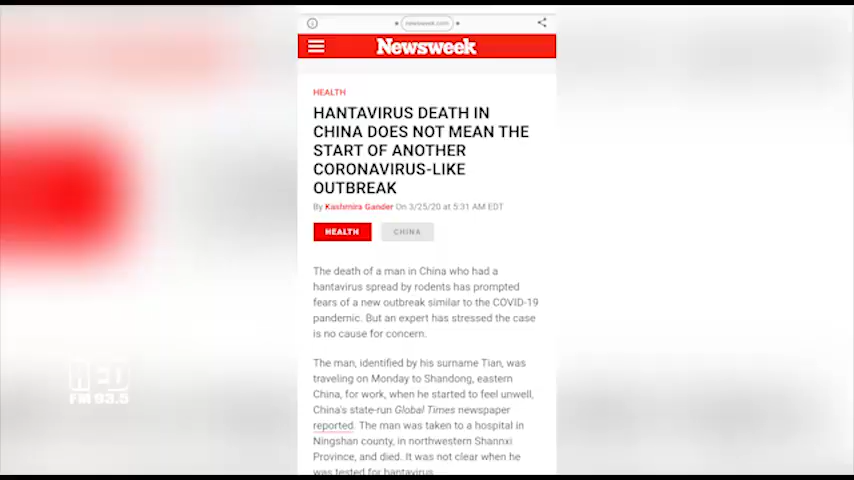 newsweek.com
Newsweek
HEALTH
HANTAVIRUS DEATH IN
CHINA DOES NOT MEAN THE
START OF ANOTHER
CORONAVIRUS-LIKE
OUTBREAK
By Kashmira Gander On 3/25/20 at 5:31 AM EDT
HEALTH CHINA
The death of a man in China who had a
hantavirus spread by rodents has prompted
fears of a new outbreak similar to the COVID-19
pandemic. But an expert has stressed the case
is no cause for concern.
The man, identified by his surname Tian, was
traveling on Monday to Shandong, eastern
China, for work, when he started to feel unwell,
China's state-run Global Times newspaper
reported. The man was taken to a hospital in
Ningshan county, in northwestern Shannxi
Province, and died. It was not clear when he
was tested for hantavirus
RED
FM 93.5